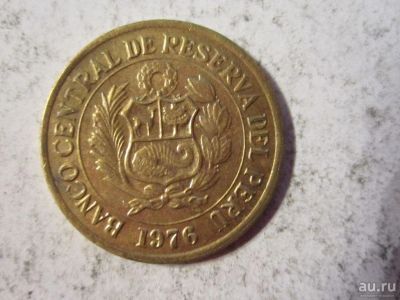 BANCO CENTRAL DE RESERVA DEL PERU
1976
au.ru